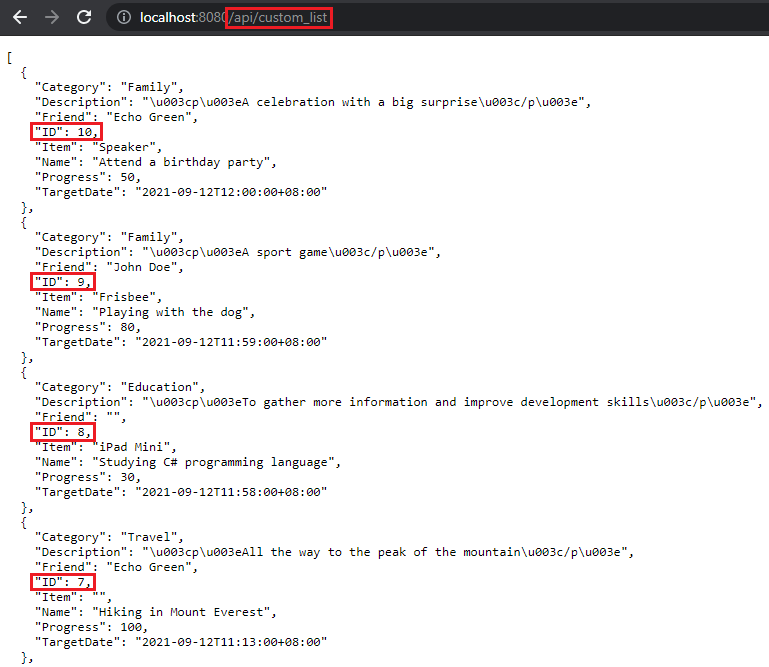 localhost:8080/api/custom_list
[
  {
    "Category": "Family",
    "Description": "\u003cp\u003eA celebration with a big surprise\u003c/p\u003e",
    "Friend": "Echo Green",
    "ID": 10,
    "Item": "Speaker",
    "Name": "Attend a birthday party",
    "Progress": 50,
    "TargetDate": "2021-09-12T12:00:00+08:00"
  },
  {
    "Category": "Family",
    "Description": "\u003cp\u003eA sport game\u003c/p\u003e",
    "Friend": "John Doe",
    "ID": 9,
    "Item": "Frisbee",
    "Name": "Playing with the dog",
    "Progress": 80,
    "TargetDate": "2021-09-12T11:59:00+08:00"
  },
  {
    "Category": "Education",
    "Description": "\u003cp\u003eTo gather more information and improve development skills\u003c/p\u003e",
    "Friend": "",
    "ID": 8,
    "Item": "iPad Mini",
    "Name": "Studying C# programming language",
    "Progress": 30,
    "TargetDate": "2021-09-12T11:58:00+08:00"
  },
  {
    "Category": "Travel",
    "Description": "\u003cp\u003eAll the way to the peak of the mountain\u003c/p\u003e",
    "Friend": "Echo Green",
    "ID": 7,
    "Item": "",
    "Name": "Hiking in Mount Everest",
    "Progress": 100,
    "TargetDate": "2021-09-12T11:13:00+08:00"
  },